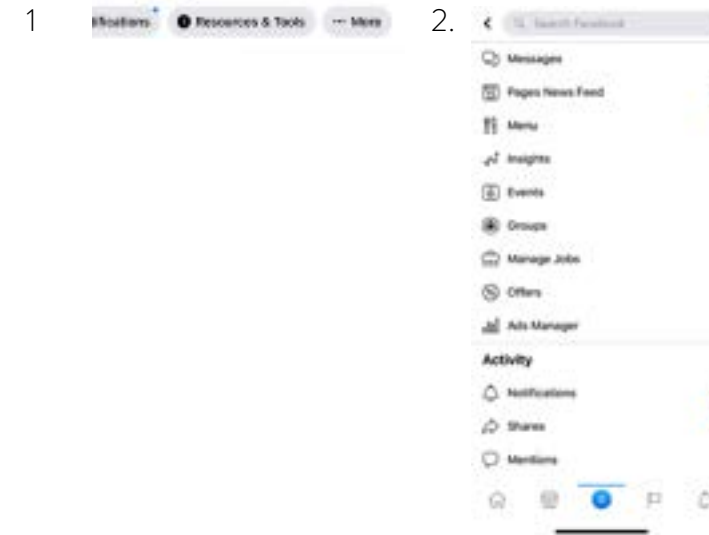 1
Resources & Tools
··· More
2.
Search Facebook
Messages
Pages News Feed
Menu
Insights
Events
Groups
Manage Jobs
Offers
Ads Manager
Activity
Notifications
Shares
Mentions